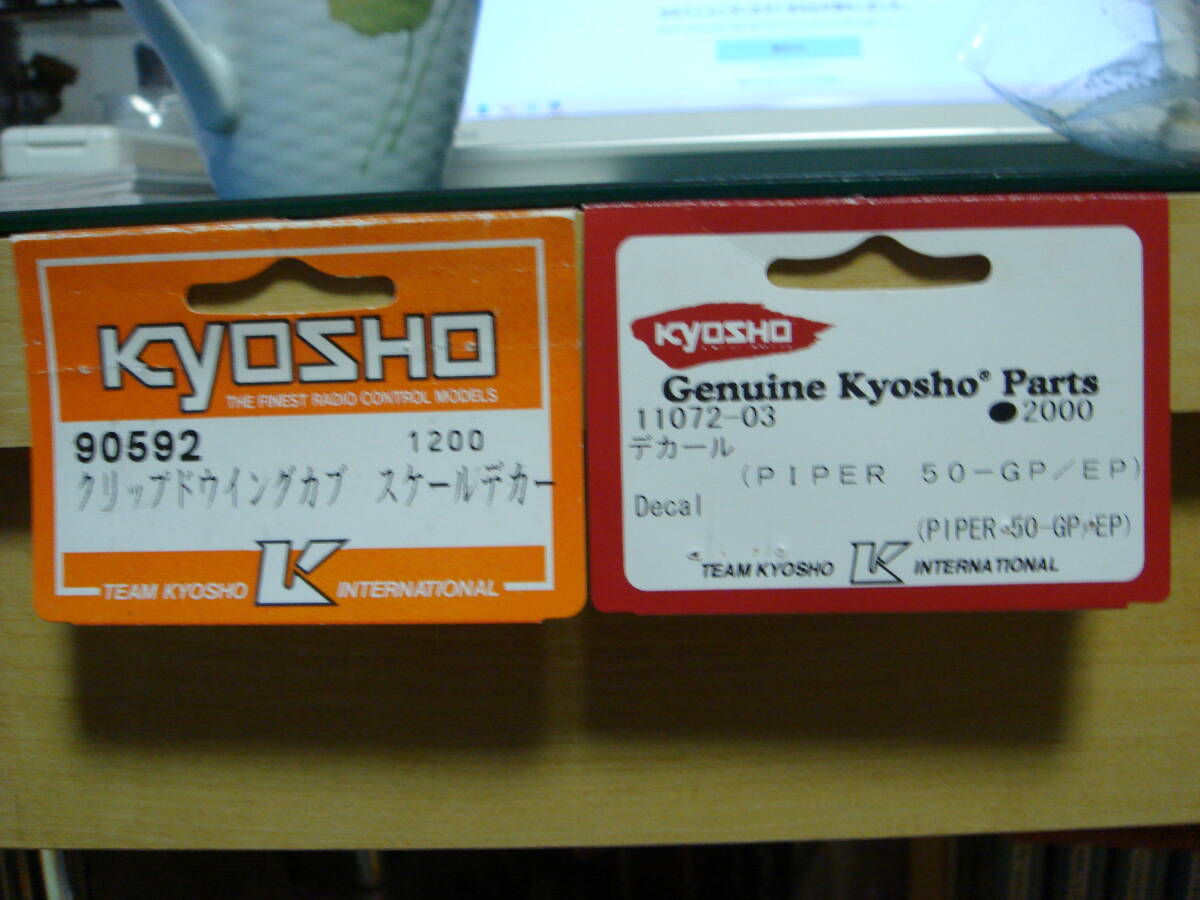 KYOSHO
THE FINEST RADIO CONTROL MODELS
90592 1200
クリップドウイングカブ スケールデカー
TEAM KYOSHO K INTERNATIONAL
KYOSHO
Genuine Kyosho® Parts
11072-03 ●2000
デカール
(PIPER 50-GP/EP)
Decal
(PIPER 50-GP/EP)
TEAM KYOSHO K INTERNATIONAL